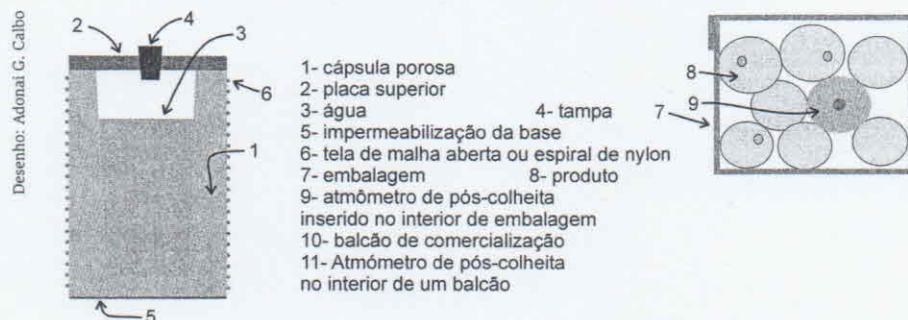 Desenho: Adonai G. Calbo
2
4
3
6
1
5
1- cápsula porosa
2- placa superior
3- água 4- tampa
5- impermeabilização da base
6- tela de malha aberta ou espiral de nylon
7- embalagem 8- produto
9- atmômetro de pós-colheita
inserido no interior de embalagem
10- balcão de comercialização
11- Atmómetro de pós-colheita
no interior de um balcão
8
7
9